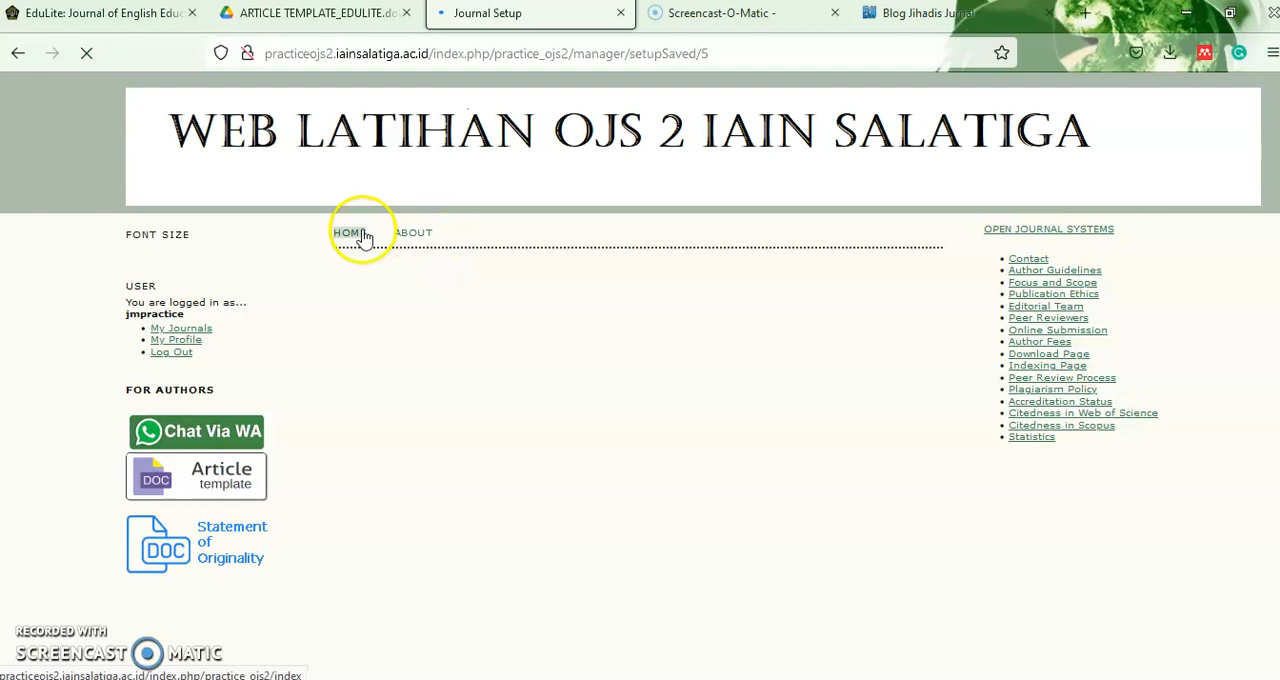 EduLite: Journal of English Educ
ARTICLE TEMPLATE_EDULITE.do
Journal Setup
Screencast-O-Matic -
Blog Jihadis Jurnal
practiceojs2.iainsalatiga.ac.id/index.php/practice_ojs2/manager/setupSaved/5
WEB LATIHAN OJS 2 IAIN SALATIGA
FONT SIZE
HOME
ABOUT
OPEN JOURNAL SYSTEMS
USER
You are logged in as...
jmpractice
My Journals
My Profile
Log Out
FOR AUTHORS
Chat Via WA
DOC
Article
template
DOC
Statement
of
Originality
Contact
Author Guidelines
Focus and Scope
Publication Ethics
Editorial Team
Peer Reviewers
Online Submission
Author Fees
Download Page
Indexing Page
Peer Review Process
Plagiarism Policy
Accreditation Status
Citedness in Web of Science
Citedness in Scopus
Statistics
RECORDED WITH
SCREENCAST MATIC
practiceojs2.iainsalatiga.ac.id/index.php/practice_ojs2/index